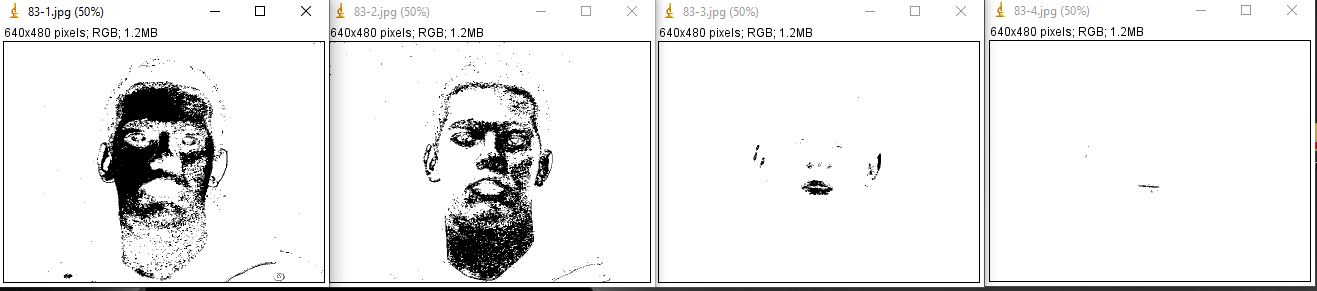 83-1.jpg (50%)
640x480 pixels; RGB; 1.2MB
83-2.jpg (50%)
640x480 pixels; RGB; 1.2MB
83-3.jpg (50%)
640x480 pixels; RGB; 1.2MB
83-4.jpg (50%)
640x480 pixels; RGB; 1.2MB